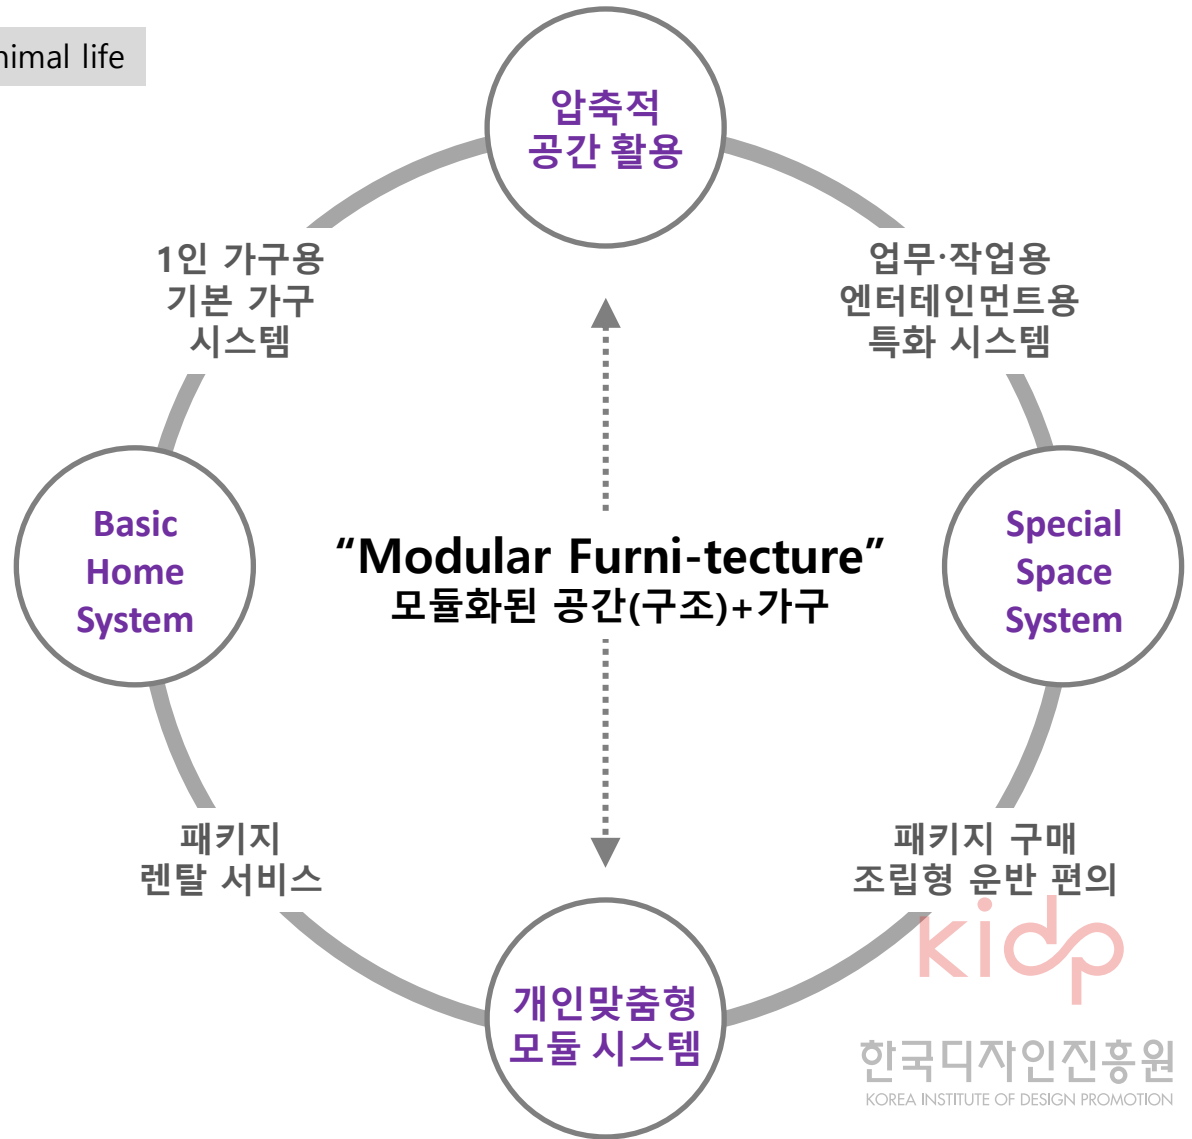 nimal life
압축적
공간 활용
1인 가구용
기본 가구
시스템
업무·작업용
엔터테인먼트용
특화 시스템
Basic
Home
System
“Modular Furni-tecture”
모듈화된 공간(구조)+가구
Special
Space
System
패키지
렌탈 서비스
패키지 구매
조립형 운반 편의
개인맞춤형
모듈 시스템
kidp
한국디자인진흥원
KOREA INSTITUTE OF DESIGN PROMOTION